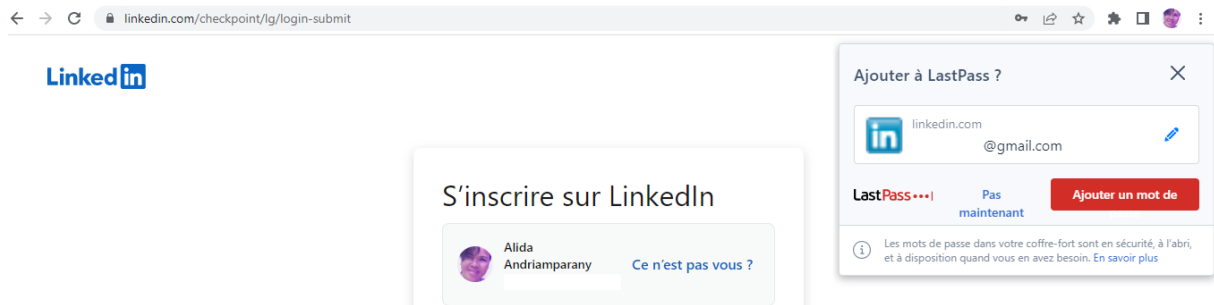 linkedin.com/checkpoint/lg/login-submit
Linked in
Ajouter à LastPass ?
in
linkedin.com
@gmail.com
LastPass
Pas maintenant
Ajouter un mot de
Les mots de passe dans votre coffre-fort sont en sécurité, à l'abri,
et à disposition quand vous en avez besoin. En savoir plus
S'inscrire sur LinkedIn
Alida
Andriamparany
Ce n'est pas vous ?